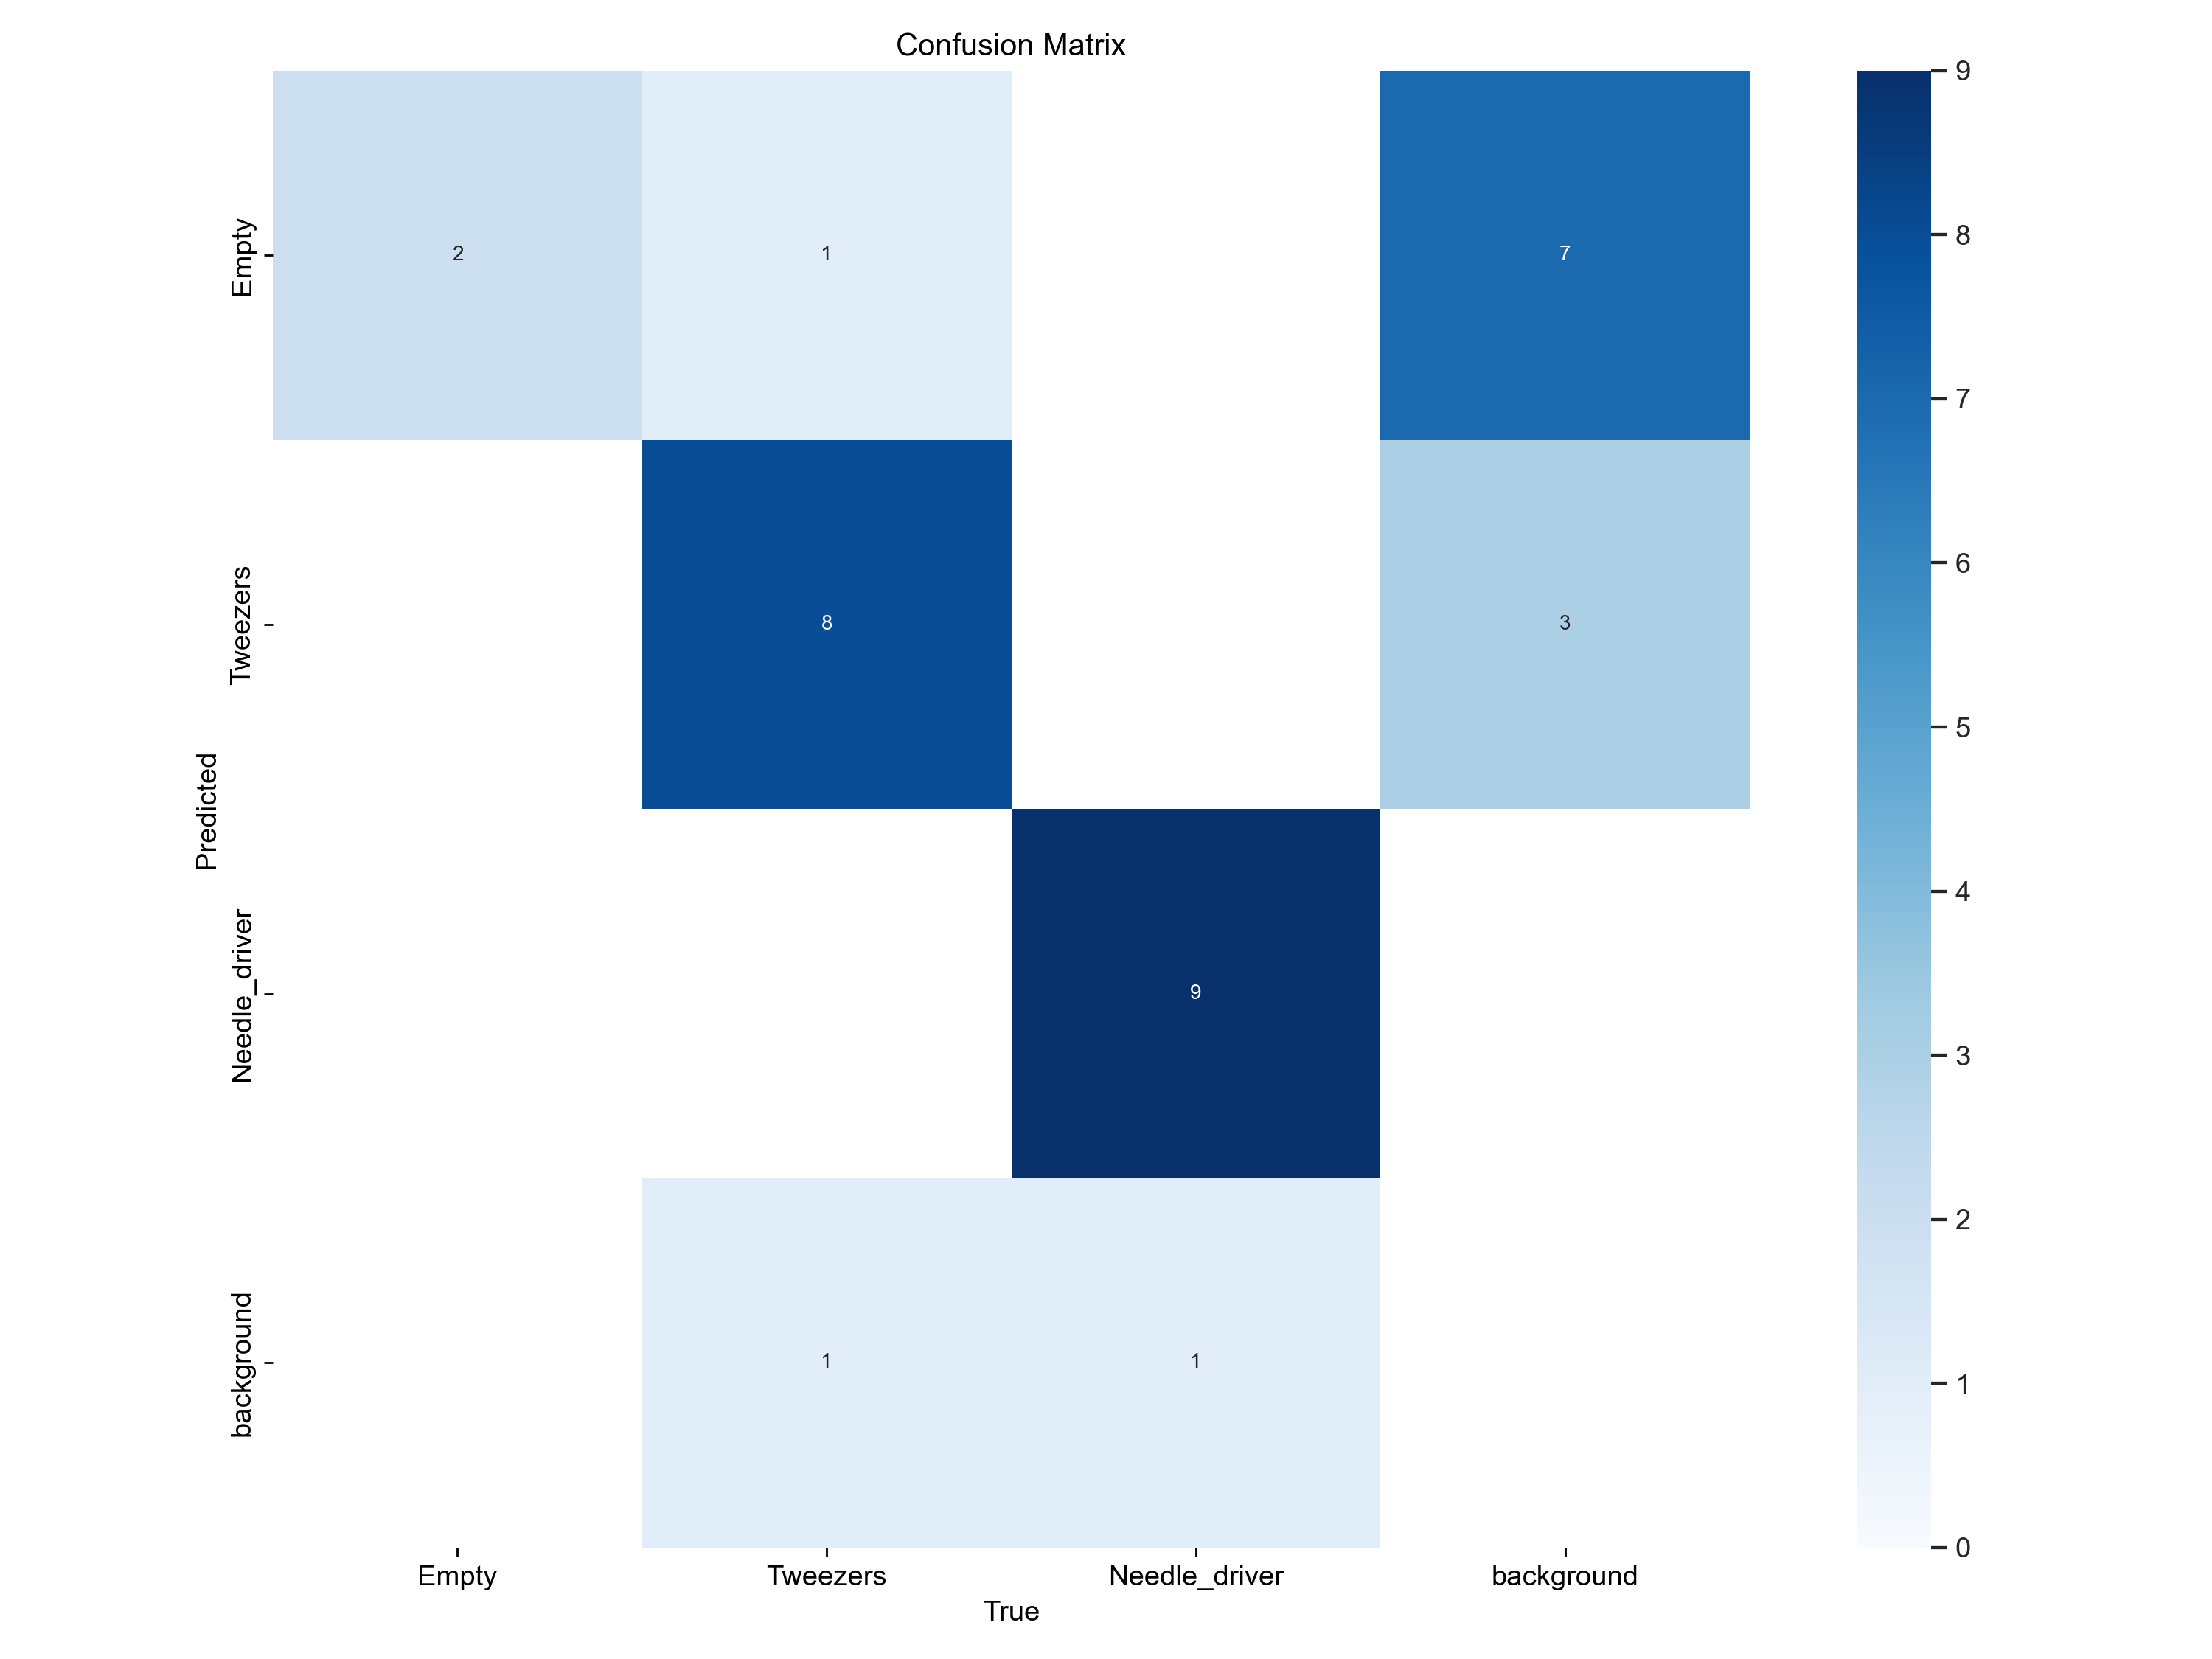 Confusion Matrix
Predicted
Empty
2
1
7
Tweezers
8
3
Needle_driver
9
background
1
1
Empty
Tweezers
Needle_driver
background
True
9
8
7
6
5
4
3
2
1
0